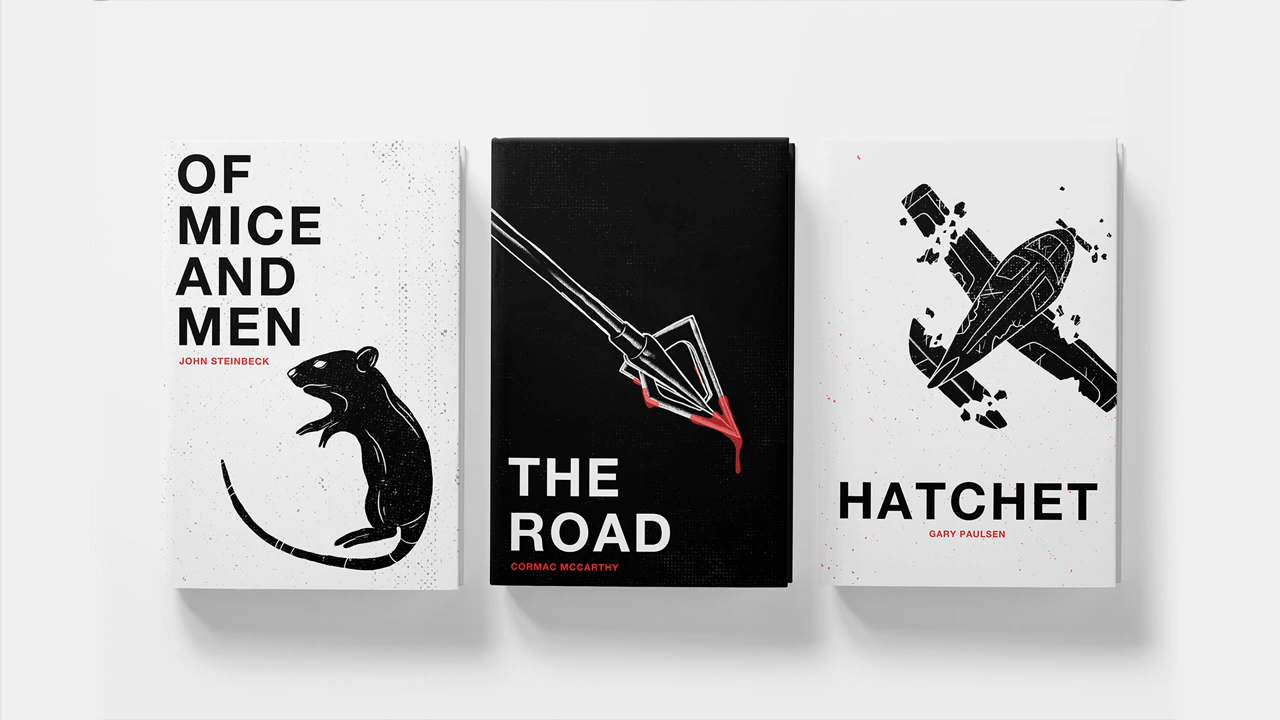 OF
MICE
AND
MEN
JOHN STEINBECK
THE
ROAD
CORMAC MCCARTHY
HATCHET
GARY PAULSEN